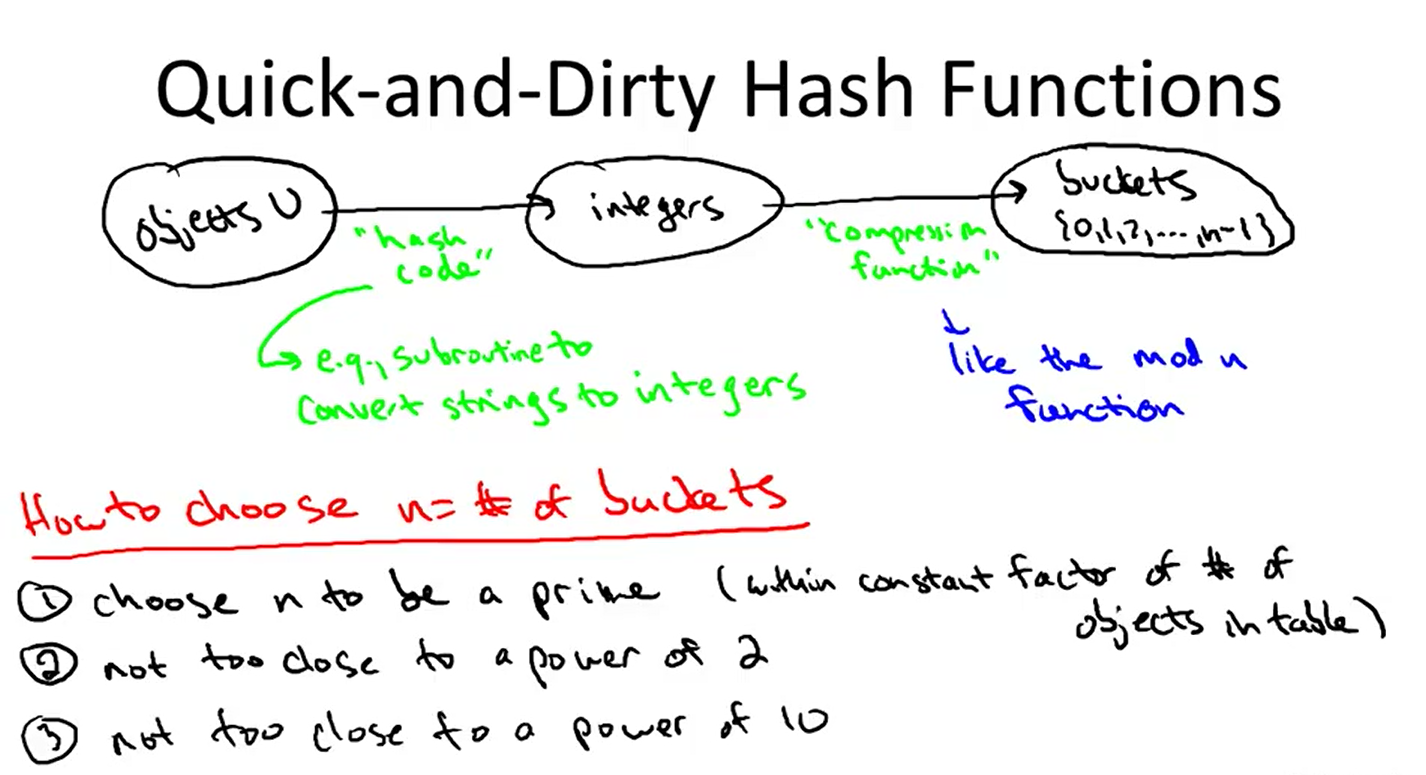 Quick-and-Dirty Hash Functions
objects U
"hash
code"
integers
"compression
function"
buckets
{0,1,2,...,n-1}
e.g., subroutine to
convert strings to integers
like the mod n
function
How to choose n = # of buckets
① choose n to be a prime (within constant factor of # of
objects in table)
② not too close to a power of 2
③ not too close to a power of 10